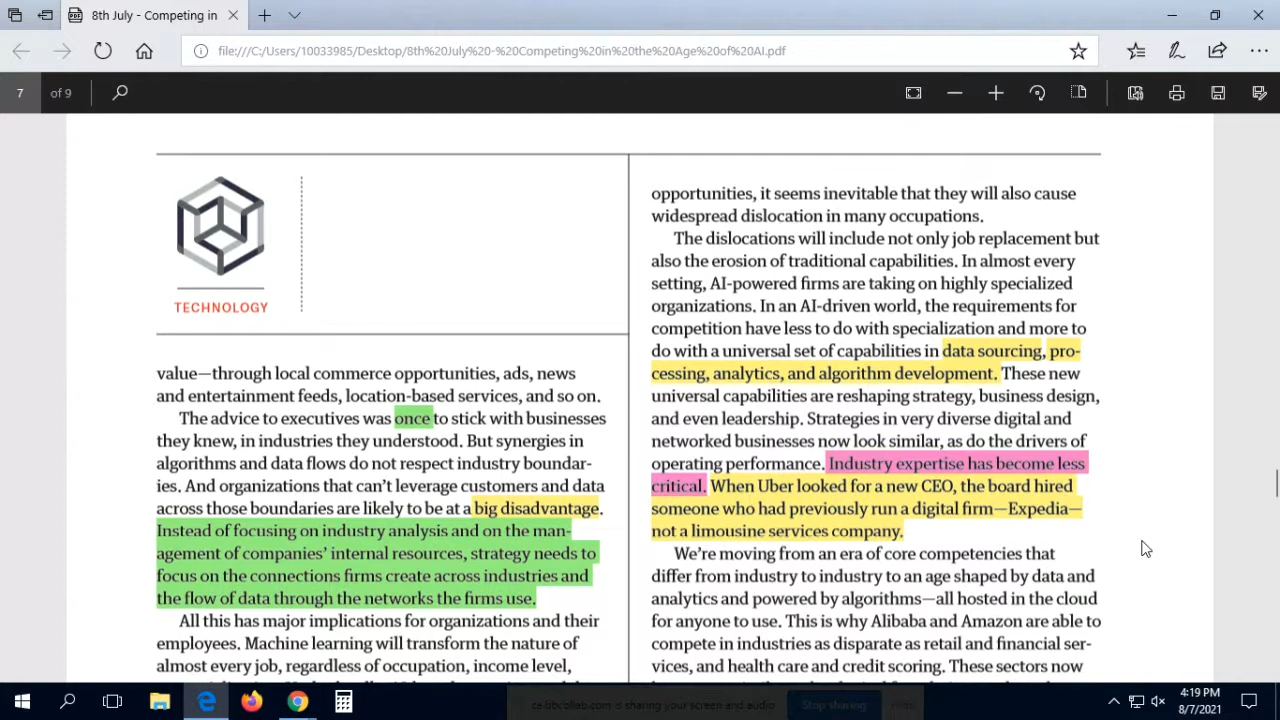 8th July - Competing in
file:///C:/Users/10033985/Desktop/8th%20July%20-%20Competing%20in%20the%20Age%20of%20AI.pdf
7 of 9
TECHNOLOGY
value—through local commerce opportunities, ads, news
and entertainment feeds, location-based services, and so on.
The advice to executives was once to stick with businesses
they knew, in industries they understood. But synergies in
algorithms and data flows do not respect industry boundar-
ies. And organizations that can't leverage customers and data
across those boundaries are likely to be at a big disadvantage.
Instead of focusing on industry analysis and on the man-
agement of companies' internal resources, strategy needs to
focus on the connections firms create across industries and
the flow of data through the networks the firms use.
All this has major implications for organizations and their
employees. Machine learning will transform the nature of
almost every job, regardless of occupation, income level,
opportunities, it seems inevitable that they will also cause
widespread dislocation in many occupations.
The dislocations will include not only job replacement but
also the erosion of traditional capabilities. In almost every
setting, AI-powered firms are taking on highly specialized
organizations. In an AI-driven world, the requirements for
competition have less to do with specialization and more to
do with a universal set of capabilities in data sourcing, pro-
cessing, analytics, and algorithm development. These new
universal capabilities are reshaping strategy, business design,
and even leadership. Strategies in very diverse digital and
networked businesses now look similar, as do the drivers of
operating performance. Industry expertise has become less
critical. When Uber looked for a new CEO, the board hired
someone who had previously run a digital firm—Expedia—
not a limousine services company.
We're moving from an era of core competencies that
differ from industry to industry to an age shaped by data and
analytics and powered by algorithms—all hosted in the cloud
for anyone to use. This is why Alibaba and Amazon are able to
compete in industries as disparate as retail and financial ser-
vices, and health care and credit scoring. These sectors now
is sharing your screen and audio
Stop sharing
Hide
4:19 PM
8/7/2021